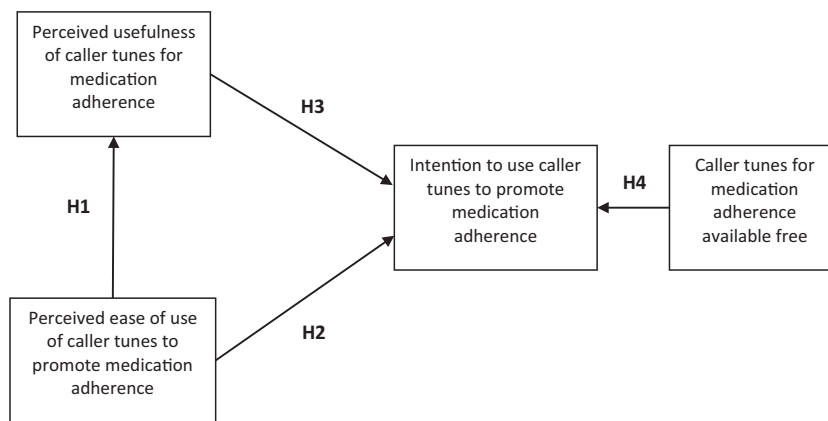 Perceived usefulness
of caller tunes for
medication
adherence
H3
H1
Intention to use caller
tunes to promote
medication
adherence
H4
Caller tunes for
medication
adherence
available free
Perceived ease of use
of caller tunes to
promote medication
adherence
H2